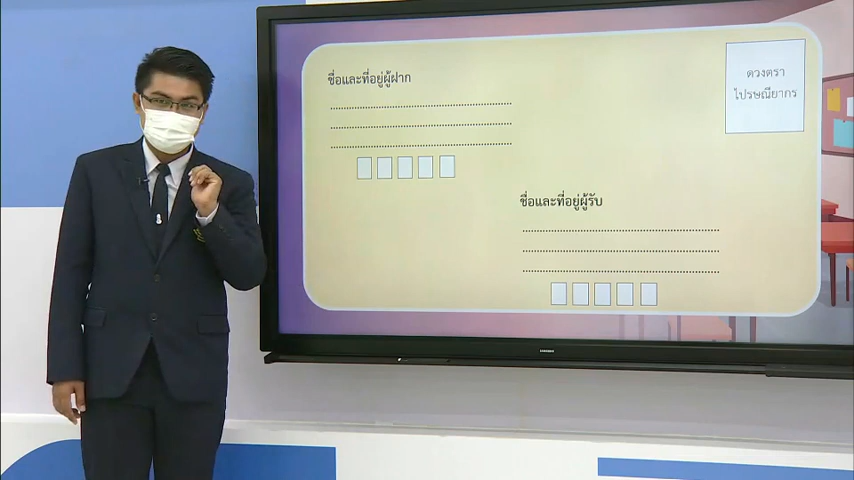 ชื่อและที่อยู่ผู้ฝาก
ดวงตรา
ไปรษณียากร
ชื่อและที่อยู่ผู้รับ
SAMSUNG